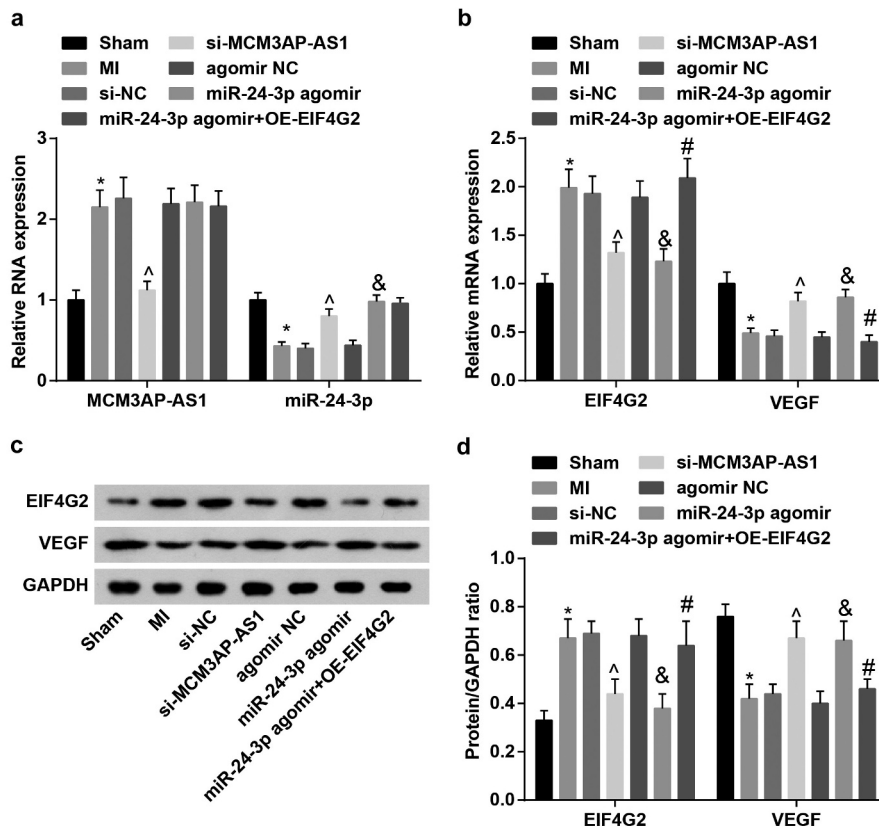 a
Sham si-MCM3AP-AS1
MI agomir NC
si-NC miR-24-3p agomir
miR-24-3p agomir+OE-EIF4G2
Relative RNA expression
3
2
1
0
*
^
*
^
&
MCM3AP-AS1 miR-24-3p
b
Sham si-MCM3AP-AS1
MI agomir NC
si-NC miR-24-3p agomir
miR-24-3p agomir+OE-EIF4G2
Relative mRNA expression
2.5
2.0
1.5
1.0
0.5
0.0
*
^
&
#
*
^
&
#
EIF4G2 VEGF
c
EIF4G2
VEGF
GAPDH
Sham
MI
si-NC
si-MCM3AP-AS1
agomir NC
miR-24-3p agomir
miR-24-3p agomir+OE-EIF4G2
d
Sham si-MCM3AP-AS1
MI agomir NC
si-NC miR-24-3p agomir
miR-24-3p agomir+OE-EIF4G2
Protein/GAPDH ratio
0.8
0.6
0.4
0.2
0.0
*
^
&
#
*
^
&
#
EIF4G2 VEGF